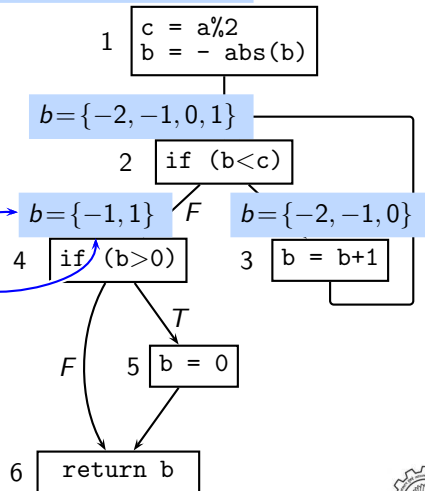 1
c = a%2
b = - abs(b)
b={−2, −1, 0, 1}
2
if (b<c)
b={−1, 1}
F
b={−2, −1, 0}
4
if (b>0)
3
b = b+1
T
F
5
b = 0
6
return b